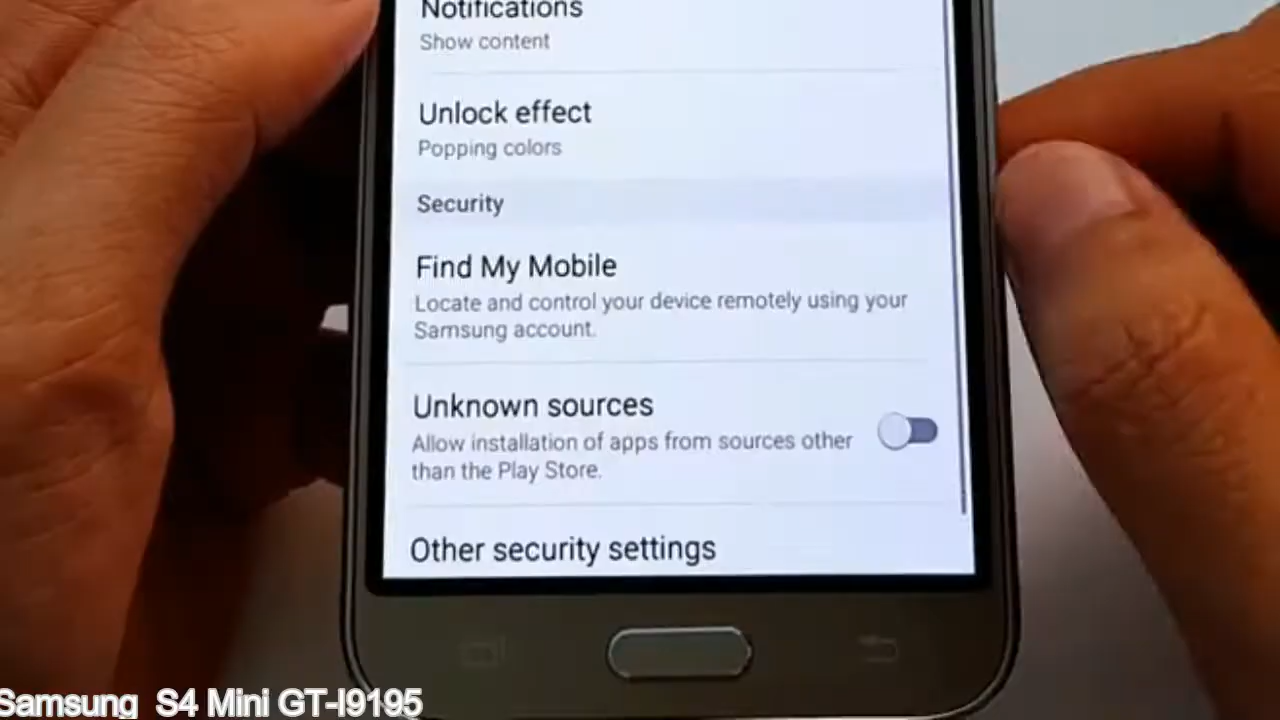 Notifications
Show content
Unlock effect
Popping colors
Security
Find My Mobile
Locate and control your device remotely using your
Samsung account.
Unknown sources
Allow installation of apps from sources other
than the Play Store.
Other security settings
Samsung S4 Mini GT-I9195